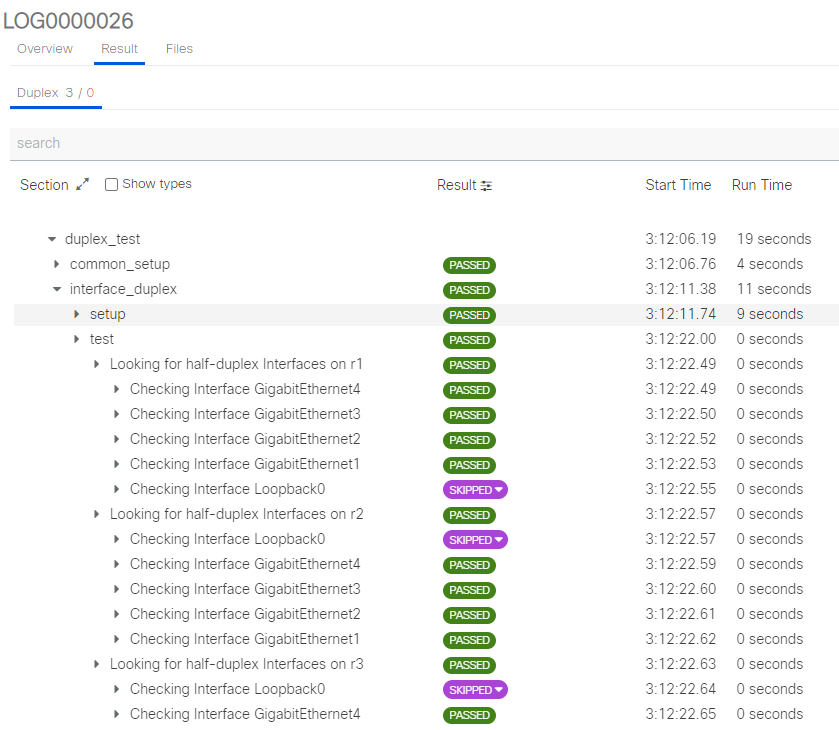 LOG0000026
Overview Result Files
Duplex 3 / 0
search
Section Show types Result Start Time Run Time
duplex_test 3:12:06.19 19 seconds
common_setup PASSED 3:12:06.76 4 seconds
interface_duplex PASSED 3:12:11.38 11 seconds
setup PASSED 3:12:11.74 9 seconds
test PASSED 3:12:22.00 0 seconds
Looking for half-duplex Interfaces on r1 PASSED 3:12:22.49 0 seconds
Checking Interface GigabitEthernet4 PASSED 3:12:22.49 0 seconds
Checking Interface GigabitEthernet3 PASSED 3:12:22.50 0 seconds
Checking Interface GigabitEthernet2 PASSED 3:12:22.52 0 seconds
Checking Interface GigabitEthernet1 PASSED 3:12:22.53 0 seconds
Checking Interface Loopback0 SKIPPED 3:12:22.55 0 seconds
Looking for half-duplex Interfaces on r2 PASSED 3:12:22.57 0 seconds
Checking Interface Loopback0 SKIPPED 3:12:22.57 0 seconds
Checking Interface GigabitEthernet4 PASSED 3:12:22.59 0 seconds
Checking Interface GigabitEthernet3 PASSED 3:12:22.60 0 seconds
Checking Interface GigabitEthernet2 PASSED 3:12:22.61 0 seconds
Checking Interface GigabitEthernet1 PASSED 3:12:22.62 0 seconds
Looking for half-duplex Interfaces on r3 PASSED 3:12:22.63 0 seconds
Checking Interface Loopback0 SKIPPED 3:12:22.64 0 seconds
Checking Interface GigabitEthernet4 PASSED 3:12:22.65 0 seconds